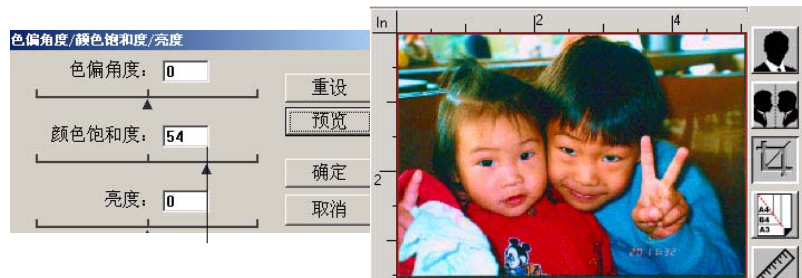 色偏角度/颜色饱和度/亮度
色偏角度： 0
重设
预览
颜色饱和度： 54
确定
亮度： 0
取消
In
2
4
2
A4
B4
A3